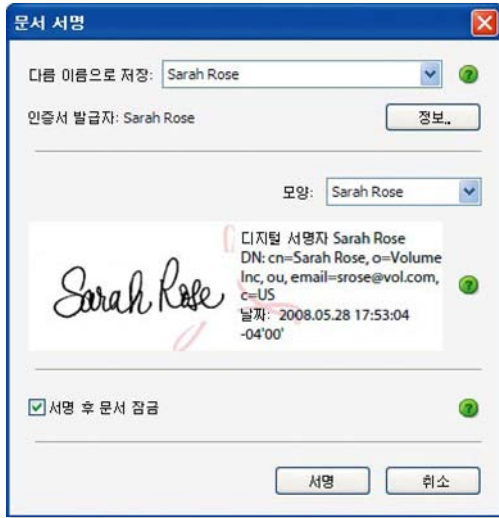 문서 서명
다름 이름으로 저장: Sarah Rose
인증서 발급자: Sarah Rose
정보..
모양: Sarah Rose
Sarah Rose
디지털 서명자 Sarah Rose
DN: cn=Sarah Rose, o=Volume
Inc, ou, email=srose@vol.com,
c=US
날짜: 2008.05.28 17:53:04
-04'00'
서명 후 문서 잠금
서명
취소